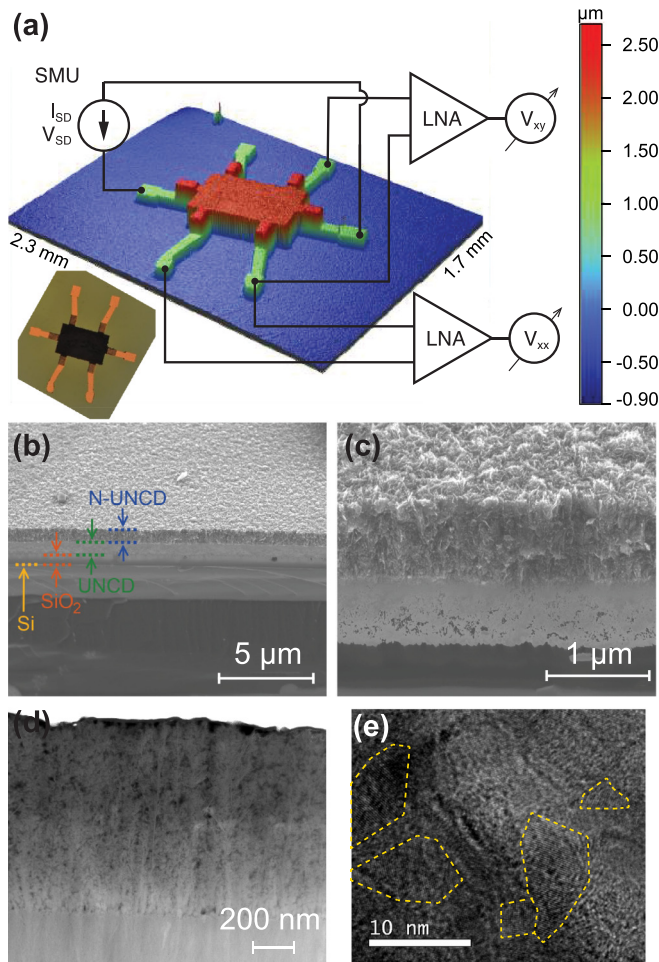 (a)
µm
SMU
I_SD
V_SD
LNA
V_xy
2.50
2.00
1.50
1.00
0.50
0.00
-0.50
-0.90
2.3 mm
1.7 mm
LNA
V_xx
(b)
N-UNCD
UNCD
SiO₂
Si
5 µm
(c)
1 µm
(d)
200 nm
(e)
10 nm